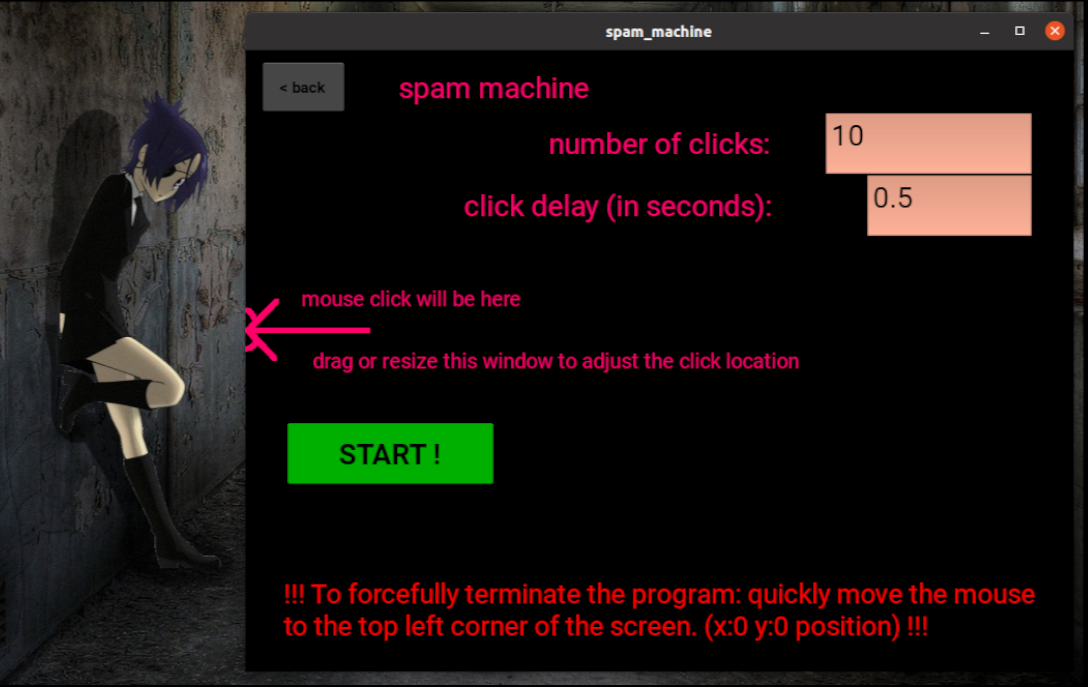 spam_machine
< back
spam machine
number of clicks:
10
click delay (in seconds):
0.5
mouse click will be here
drag or resize this window to adjust the click location
START !
!!! To forcefully terminate the program: quickly move the mouse
to the top left corner of the screen. (x:0 y:0 position) !!!